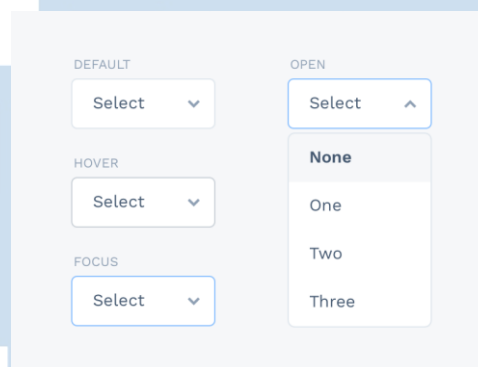 DEFAULT
Select
HOVER
Select
FOCUS
Select
OPEN
Select
None
One
Two
Three